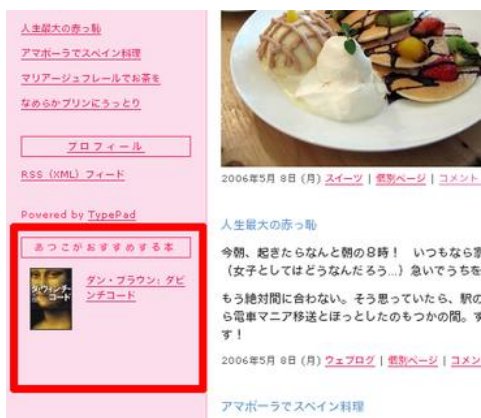 人生最大の赤っ恥
アマポーラでスペイン料理
マリアージュフレールでお茶を
なめらかプリンにうっとり
プロフィール
RSS (XML) フィード
Powered by TypePad
あつこがおすすめする本
ダン・ブラウン: ダビ
ンチコード
2006年5月 8日 (月) スイーツ | 個別ページ | コメント
人生最大の赤っ恥
今朝、起きたらなんと朝の8時! いつもなら
(女子としてはどうなんだろう...) 急いでうちを
もう絶対間に合わない。そう思っていたら、駅の
ら電車マニア移送とほっとしたのもつかの間。す
す!
2006年5月 8日 (月) ウェブログ | 個別ページ | コメン
アマポーラでスペイン料理